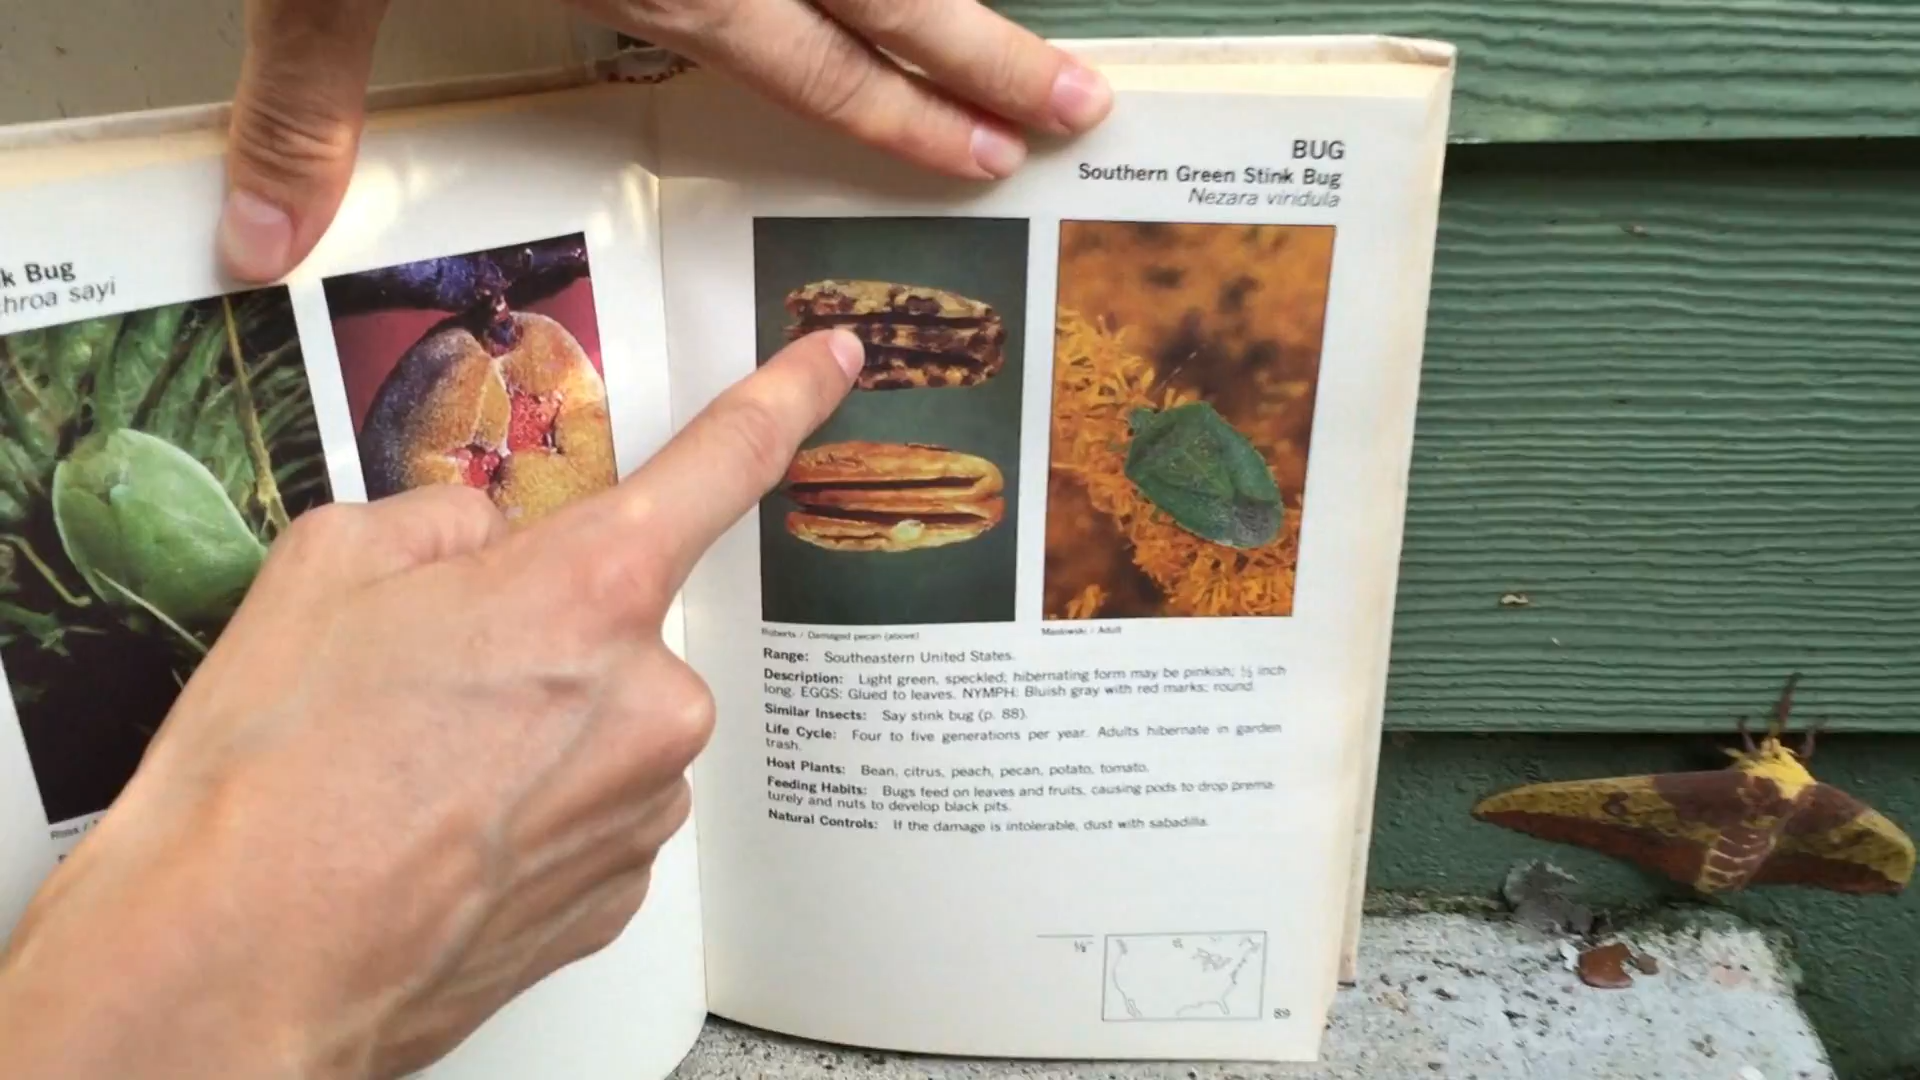 k Bug
hroa sayi
BUG
Southern Green Stink Bug
Nezara viridula
Roberts / Damaged pecan (above)
Maslowski / Adult
Range: Southeastern United States.
Description: Light green, speckled; hibernating form may be pinkish; ½ inch
long. EGGS: Glued to leaves. NYMPH: Bluish gray with red marks; round.
Similar Insects: Say stink bug (p. 88).
Life Cycle: Four to five generations per year. Adults hibernate in garden
trash.
Host Plants: Bean, citrus, peach, pecan, potato, tomato.
Feeding Habits: Bugs feed on leaves and fruits, causing pods to drop prema-
turely and nuts to develop black pits.
Natural Controls: If the damage is intolerable, dust with sabadilla.
½"
89